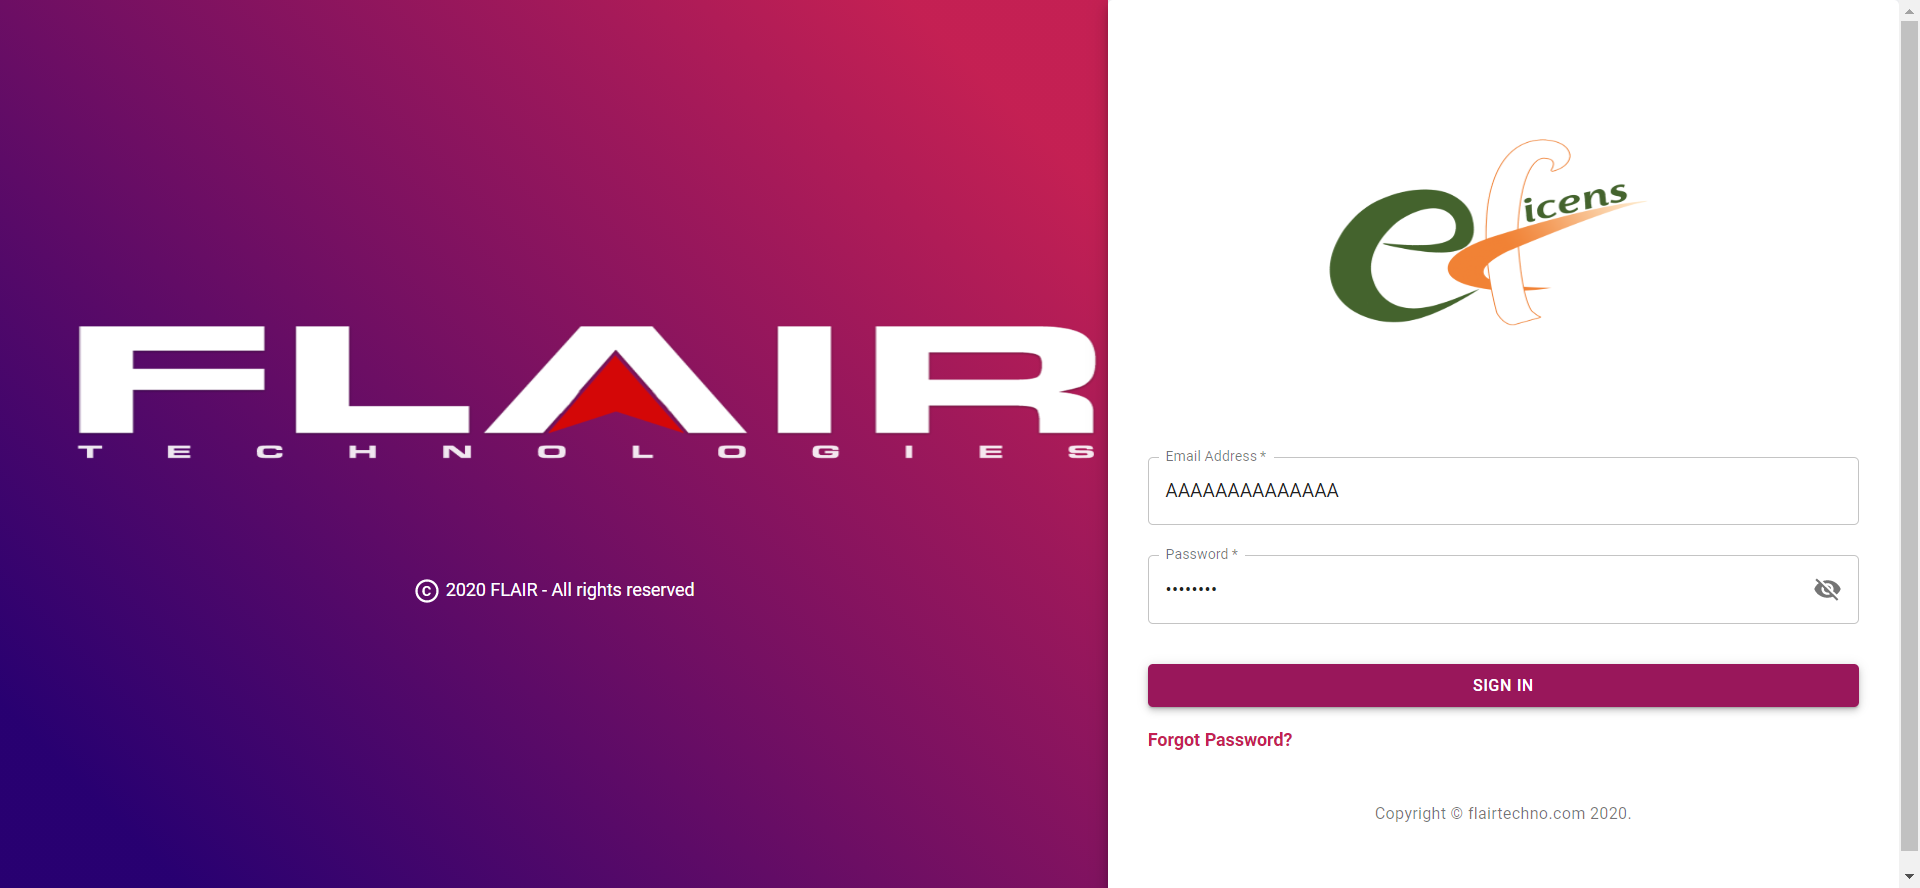 FLAIR
TECHNOLOGIES
© 2020 FLAIR - All rights reserved
eficens
Email Address *
AAAAAAAAAAAAAA
Password *
••••••••
SIGN IN
Forgot Password?
Copyright © flairtechno.com 2020.